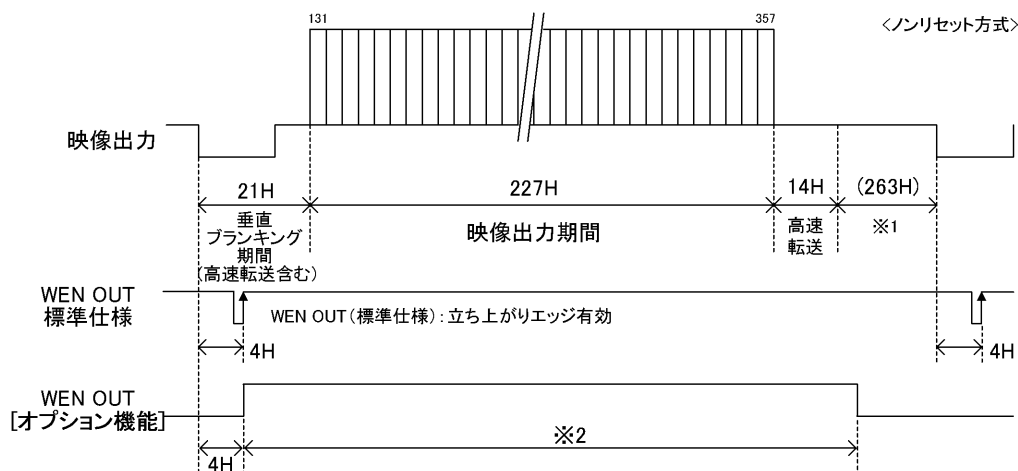 131
357
<ノンリセット方式>
映像出力
21H
227H
14H
(263H)
垂直
ブランキング
期間
(高速転送含む)
映像出力期間
高速
転送
※1
WEN OUT
標準仕様
WEN OUT(標準仕様):立ち上がりエッジ有効
4H
4H
WEN OUT
[オプション機能]
※2
4H